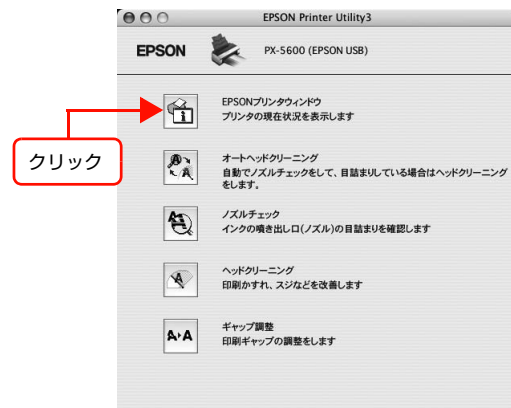 EPSON Printer Utility3
EPSON
PX-5600 (EPSON USB)
EPSONプリンタウィンドウ
プリンタの現在状況を表示します
クリック
オートヘッドクリーニング
自動でノズルチェックをして、目詰まりしている場合はヘッドクリーニング
をします。
ノズルチェック
インクの噴き出し口(ノズル)の目詰まりを確認します
ヘッドクリーニング
印刷かすれ、スジなどを改善します
ギャップ調整
印刷ギャップの調整をします